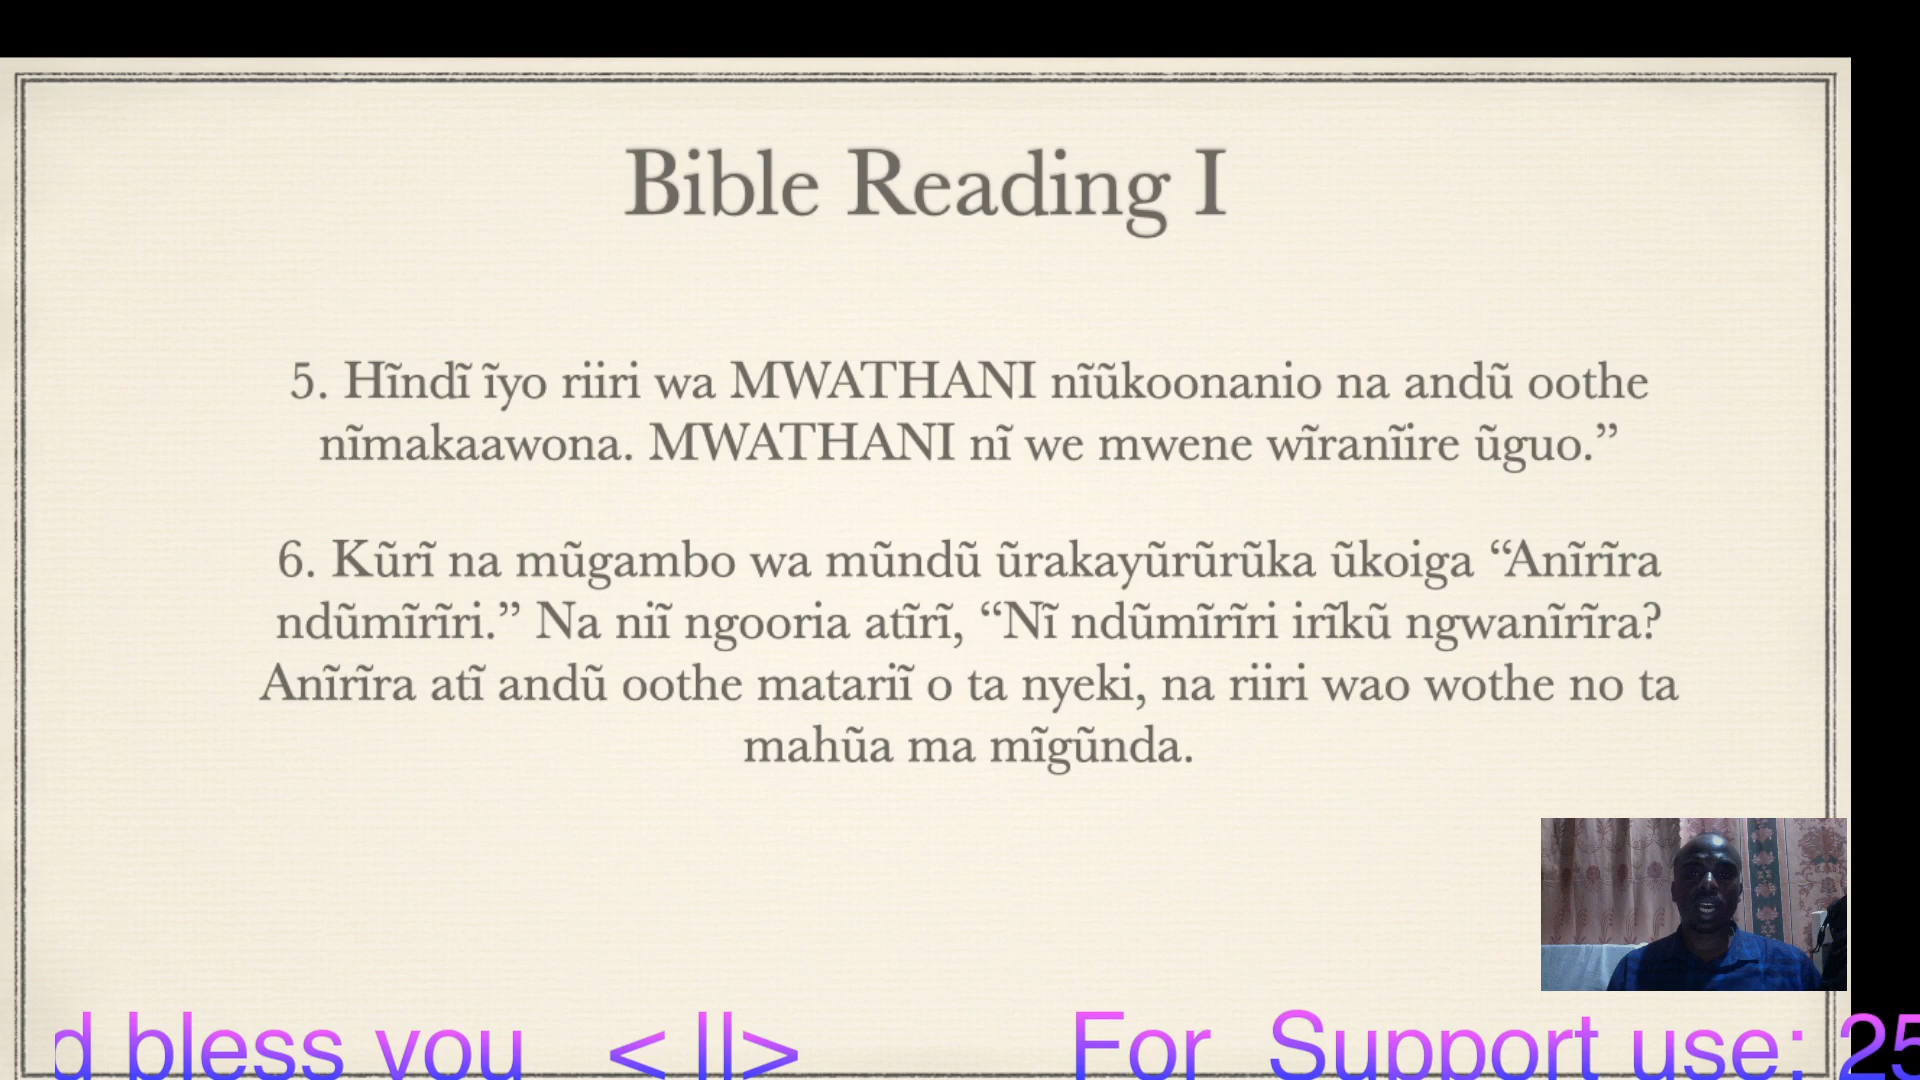 Bible Reading I
5. Hĩndĩ ĩyo riiri wa MWATHANI nĩũkoonanio na andũ oothe
nĩmakaawona. MWATHANI nĩ we mwene wĩranĩire ũguo.”
6. Kũrĩ na mũgambo wa mũndũ ũrakayũrũrũka ũkoiga “Anĩrĩra
ndũmĩrĩri.” Na niĩ ngooria atĩrĩ, “Nĩ ndũmĩrĩri irĩkũ ngwanĩrĩra?
Anĩrĩra atĩ andũ oothe matariĩ o ta nyeki, na riiri wao wothe no ta
mahũa ma mĩgũnda.
d bless you < ||> For Support use: 25